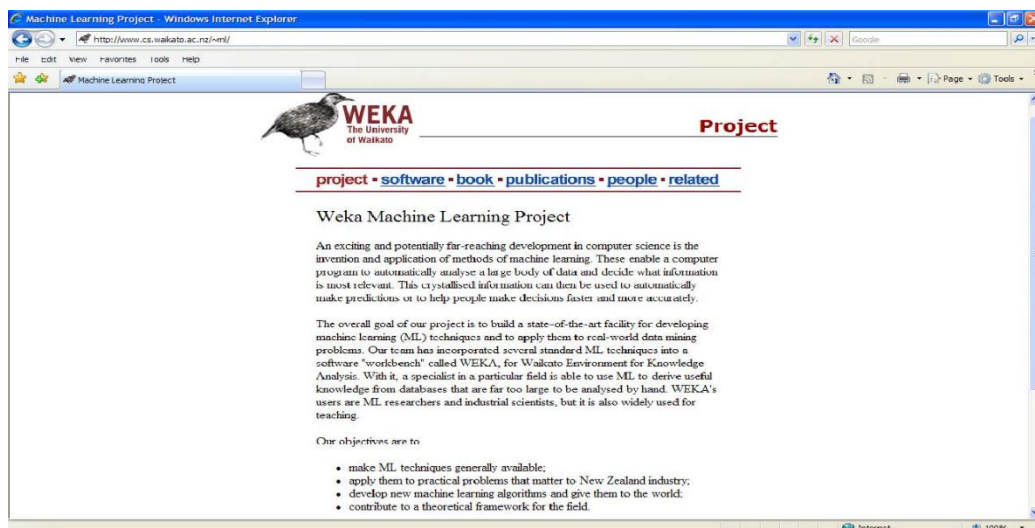 Machine Learning Project - Windows Internet Explorer
http://www.cs.waikato.ac.nz/~ml/
Google
File Edit View Favorites Tools Help
Machine Learning Project
Page Tools
WEKA
The University
of Waikato
Project
project software book publications people related
Weka Machine Learning Project
An exciting and potentially far-reaching development in computer science is the
invention and application of methods of machine learning. These enable a computer
program to automatically analyse a large body of data and decide what information
is most relevant. This crystallised information can then be used to automatically
make predictions or to help people make decisions faster and more accurately.
The overall goal of our project is to build a state-of-the-art facility for developing
machine learning (ML) techniques and to apply them to real-world data mining
problems. Our team has incorporated several standard ML techniques into a
software "workbench" called WEKA, for Waikato Environment for Knowledge
Analysis. With it, a specialist in a particular field is able to use ML to derive useful
knowledge from databases that are far too large to be analysed by hand. WEKA's
users are ML researchers and industrial scientists, but it is also widely used for
teaching.
Our objectives are to
• make ML techniques generally available;
• apply them to practical problems that matter to New Zealand industry;
• develop new machine learning algorithms and give them to the world;
• contribute to a theoretical framework for the field.
Internet 100%